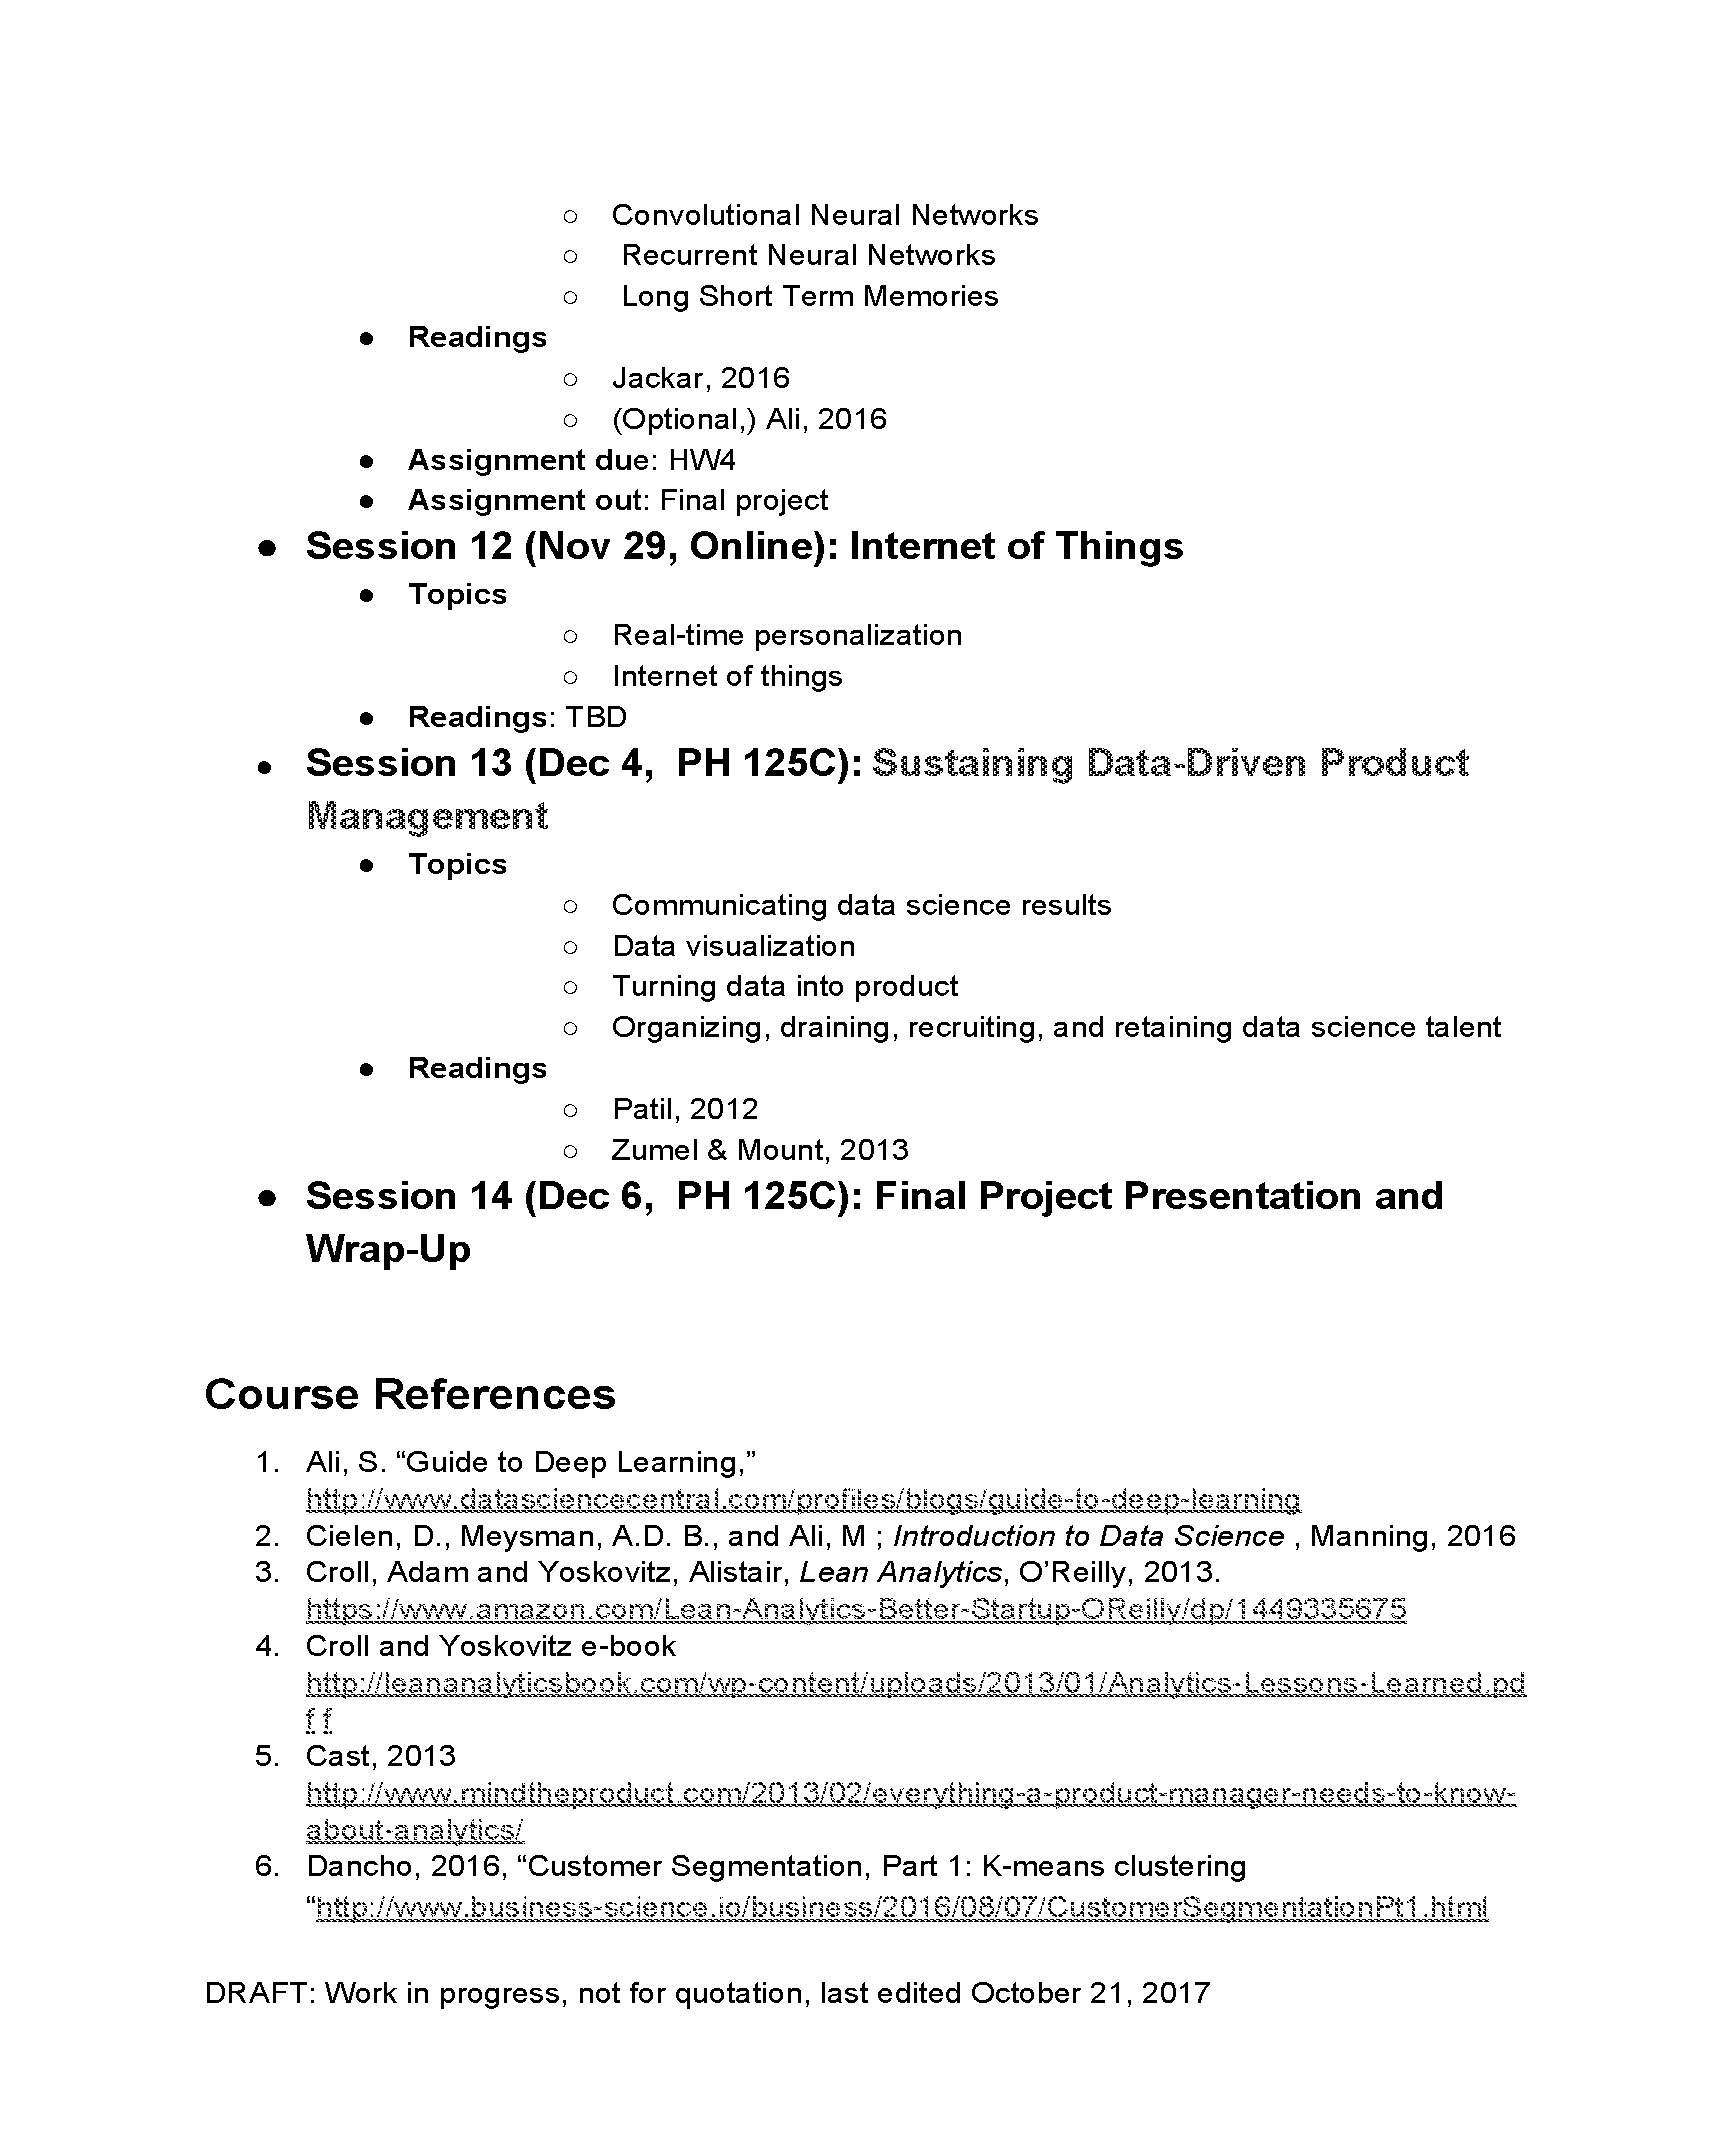 ○ Convolutional Neural Networks
○ Recurrent Neural Networks
○ Long Short Term Memories
● Readings
○ Jackar, 2016
○ (Optional,) Ali, 2016
● Assignment due: HW4
● Assignment out: Final project
● Session 12 (Nov 29, Online): Internet of Things
● Topics
○ Real-time personalization
○ Internet of things
● Readings: TBD
● Session 13 (Dec 4,  PH 125C): Sustaining Data-Driven Product
Management
● Topics
○ Communicating data science results
○ Data visualization
○ Turning data into product
○ Organizing, draining, recruiting, and retaining data science talent
● Readings
○ Patil, 2012
○ Zumel & Mount, 2013
● Session 14 (Dec 6,  PH 125C): Final Project Presentation and
Wrap-Up
Course References
1. Ali, S. “Guide to Deep Learning,”
http://www.datasciencecentral.com/profiles/blogs/guide-to-deep-learning
2. Cielen, D., Meysman, A.D. B., and Ali, M ; Introduction to Data Science , Manning, 2016
3. Croll, Adam and Yoskovitz, Alistair, Lean Analytics, O’Reilly, 2013.
https://www.amazon.com/Lean-Analytics-Better-Startup-OReilly/dp/1449335675
4. Croll and Yoskovitz e-book
http://leananalyticsbook.com/wp-content/uploads/2013/01/Analytics-Lessons-Learned.pd
f f
5. Cast, 2013
http://www.mindtheproduct.com/2013/02/everything-a-product-manager-needs-to-know-
about-analytics/
6. Dancho, 2016, “Customer Segmentation, Part 1: K-means clustering
“http://www.business-science.io/business/2016/08/07/CustomerSegmentationPt1.html
DRAFT: Work in progress, not for quotation, last edited October 21, 2017